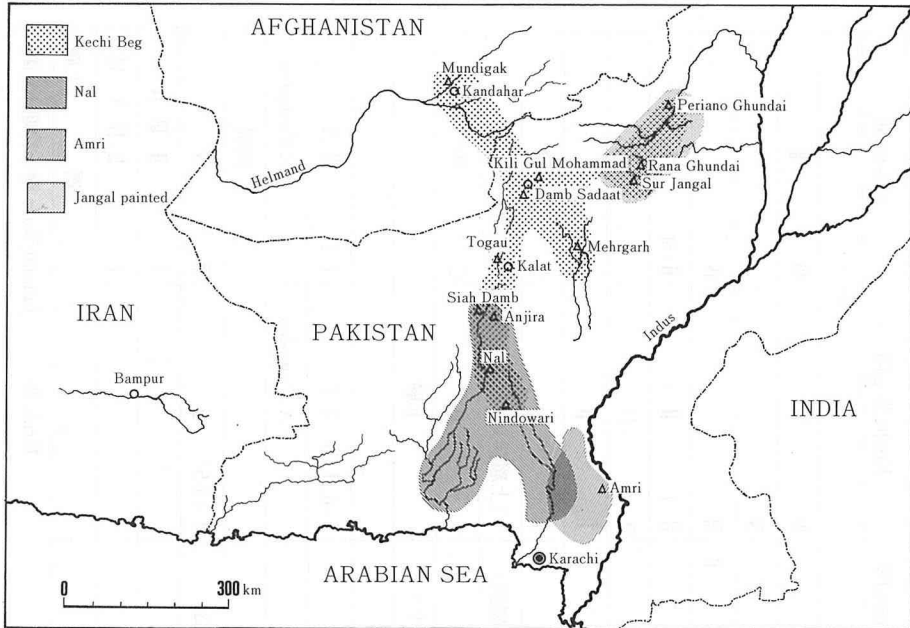 Kechi Beg
Nal
Amri
Jangal painted
AFGHANISTAN
Mundigak
Kandahar
Helmand
Periano Ghundai
Kili Gul Mohammad
Rana Ghundai
Damb Sadaat
Sur Jangal
Togau
Mehrgarh
Kalat
Siah Damb
Anjira
IRAN
PAKISTAN
Indus
Nal
Bampur
Nindowari
INDIA
Amri
Karachi
ARABIAN SEA
0 300 km